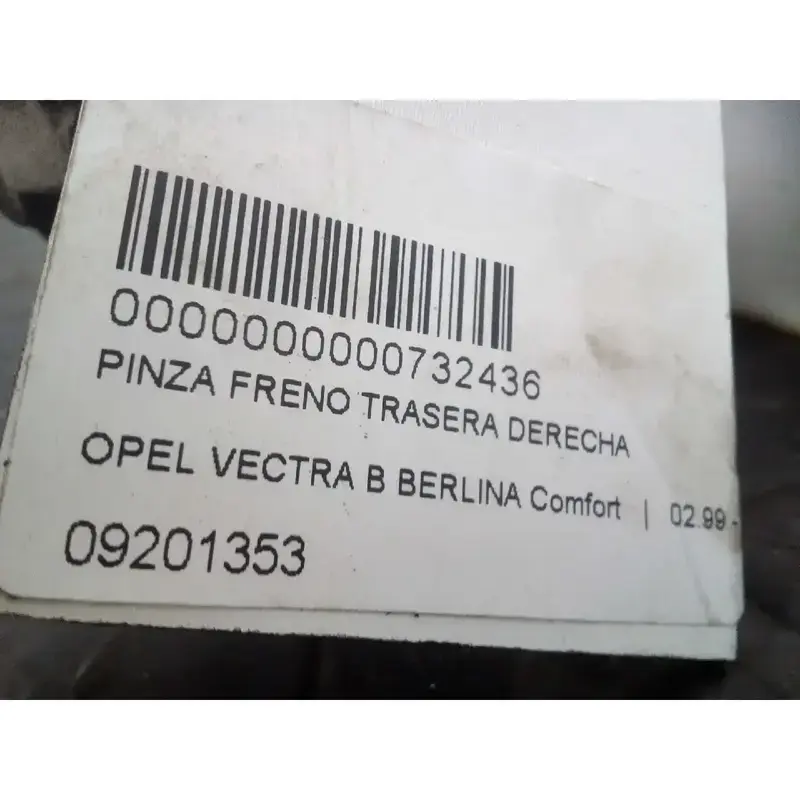 0000000000732436
PINZA FRENO TRASERA DERECHA
OPEL VECTRA B BERLINA Comfort | 02.99 -
09201353